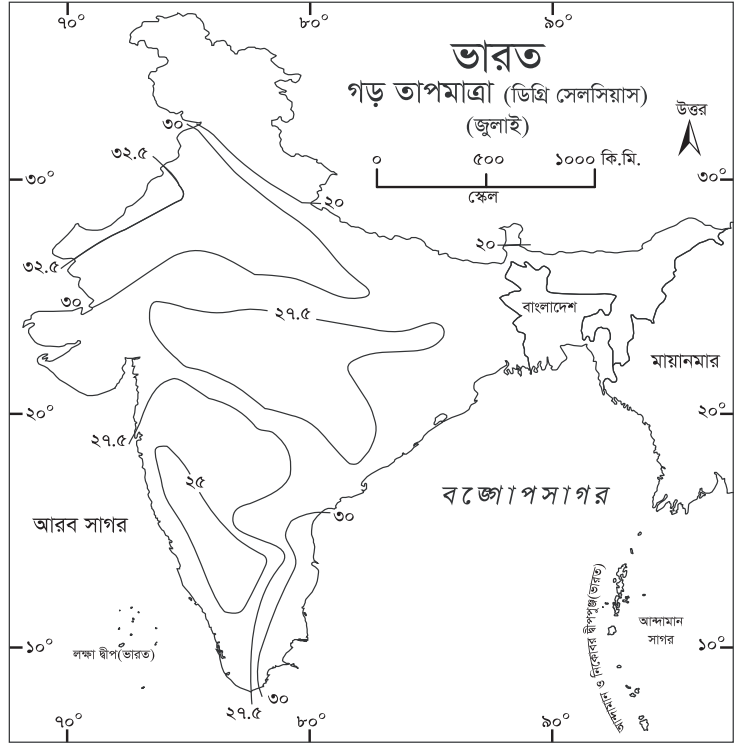 ৭০° ৮০° ৯০°
ভারত
গড় তাপমাত্রা (ডিগ্রি সেলসিয়াস)
(জুলাই)
উত্তর
০ ৫০০ ১০০০ কি.মি.
স্কেল
৩০
৩২.৫
৩০° ৩০°
২০
২০
৩২.৫
৩০
২৭.৫
বাংলাদেশ
মায়ানমার
২০° ২০°
২৭.৫
২৫
বঙ্গোপসাগর
৩০
আরব সাগর
আন্দামান ও নিকোবর দ্বীপপুঞ্জ(ভারত)
আন্দামান
সাগর
লক্ষা দ্বীপ(ভারত)
১০° ১০°
৩০
২৭.৫
৭০° ৮০° ৯০°